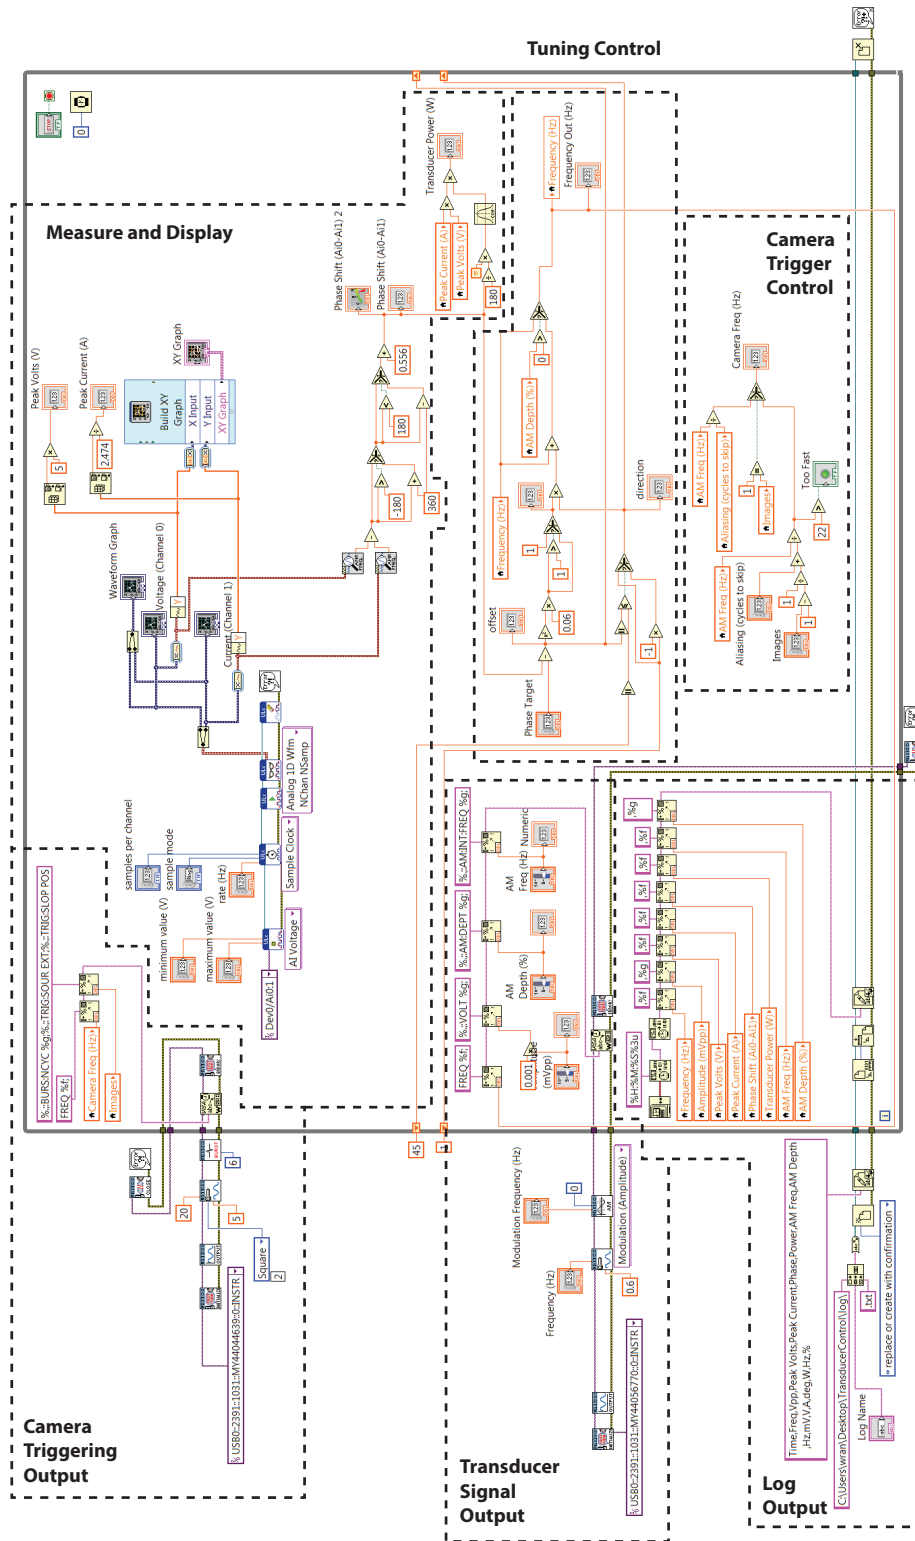 Tuning Control
STOP
0
Measure and Display
Peak Volts (V)
5
Peak Current (A)
2.474
XY Graph
Build XY
Graph
X Input
Y Input
XY Graph
Waveform Graph
Voltage (Channel 0)
Current (Channel 1)
Transducer Power (W)
Peak Current (A)
Peak Volts (V)
180
Phase Shift (Ai0-Ai1) 2
Phase Shift (Ai0-Ai1)
0.556
180
-180
360
samples per channel
sample mode
rate (Hz)
minimum value (V)
maximum value (V)
Analog 1D Wfm
NChan NSamp
Sample Clock
AI Voltage
Dev0/Ai0:1
Frequency (Hz)
Frequency Out (Hz)
0
AM Depth (%)
Frequency (Hz)
1
1
0.06
offset
Phase Target
direction
-1
Camera
Trigger
Control
Camera Freq (Hz)
AM Freq (Hz)
Aliasing (cycles to skip)
1
Images
Too Fast
22
AM Freq (Hz)
Aliasing (cycles to skip)
1
Images
1
%.;:BURS:NCYC %g;%.;:TRIG:SOUR EXT;%.;:TRIG:SLOP POS
FREQ %f;
Camera Freq (Hz)
Images
CLOSE
BURST
6
20
5
Square
2
OUTPUT
USB0::2391::1031::MY44044639::0::INSTR
Camera
Triggering
Output
45
1
FREQ %f;
%.;:VOLT %g;
%.;:AM:DEPT %g;
%.;:AM:INT:FREQ %g;
0.001
(mVpp)
AM
Depth (%)
AM
Freq (Hz)
Numeric
Modulation Frequency (Hz)
0
AM
Modulation (Amplitude)
Frequency (Hz)
0.6
OUTPUT
USB0::2391::1031::MY44056770::0::INSTR
Transducer
Signal
Output
%H:%M:%S%3u
,%f
,%g
,%f
,%f
,%f
,%f
,%f
,%g
Frequency (Hz)
Amplitude (mVpp)
Peak Volts (V)
Peak Current (A)
Phase Shift (Ai0-Ai1)
Transducer Power (W)
AM Freq (Hz)
AM Depth (%)
i
Time,Freq,Vpp,Peak Volts,Peak Current,Phase,Power,AM Freq,AM Depth
,Hz,mV,V,A,deg,W,Hz,%
C:\Users\wran\Desktop\TransducerControl\log\
.txt
replace or create with confirmation
Log Name
Log
Output